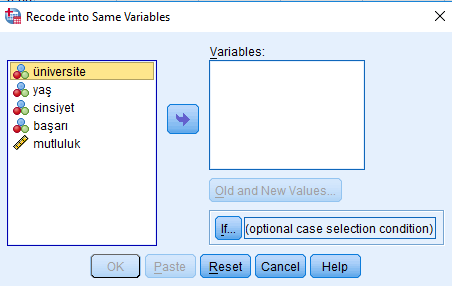 Recode into Same Variables
Variables:
üniversite
yaş
cinsiyet
başarı
mutluluk
Old and New Values...
If... (optional case selection condition)
OK Paste Reset Cancel Help